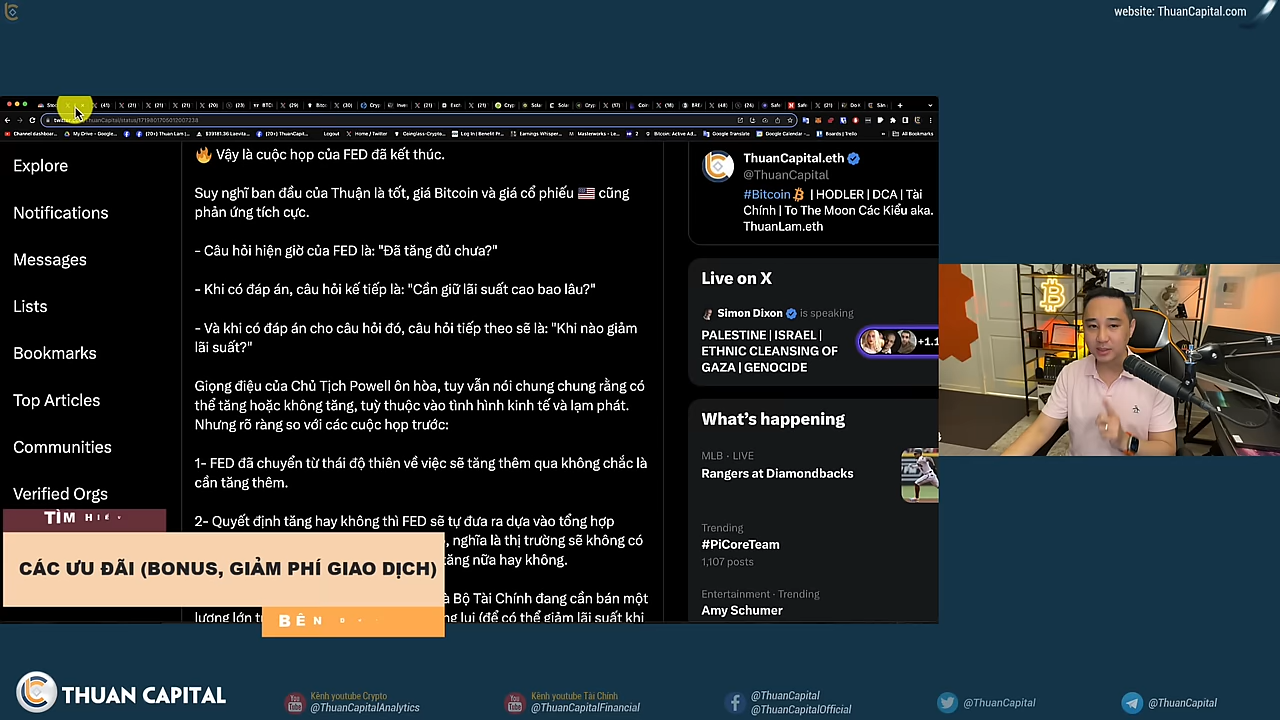 website: ThuanCapital.com
Explore
Notifications
Messages
Lists
Bookmarks
Top Articles
Communities
Verified Orgs
🔥 Vậy là cuộc họp của FED đã kết thúc.
Suy nghĩ ban đầu của Thuận là tốt, giá Bitcoin và giá cổ phiếu 🇺🇸 cũng
phản ứng tích cực.
- Câu hỏi hiện giờ của FED là: "Đã tăng đủ chưa?"
- Khi có đáp án, câu hỏi kế tiếp là: "Cần giữ lãi suất cao bao lâu?"
- Và khi có đáp án cho câu hỏi đó, câu hỏi tiếp theo sẽ là: "Khi nào giảm
lãi suất?"
Giọng điệu của Chủ Tịch Powell ôn hòa, tuy vẫn nói chung chung rằng có
thể tăng hoặc không tăng, tuỳ thuộc vào tình hình kinh tế và lạm phát.
Nhưng rõ ràng so với các cuộc họp trước:
1- FED đã chuyển từ thái độ thiên về việc sẽ tăng thêm qua không chắc là
cần tăng thêm.
2- Quyết định tăng hay không thì FED sẽ tự đưa ra dựa vào tổng hợp
, nghĩa là thị trường sẽ không có
tăng nữa hay không.
Bộ Tài Chính đang cần bán một
lượng lớn
lui (để có thể giảm lãi suất khi
ThuanCapital.eth
@ThuanCapital
#Bitcoin | HODLER | DCA | Tài
Chính | To The Moon Các Kiểu aka.
ThuanLam.eth
Live on X
Simon Dixon is speaking
PALESTINE | ISRAEL |
ETHNIC CLEANSING OF
GAZA | GENOCIDE
+1.1
What's happening
MLB · LIVE
Rangers at Diamondbacks
Trending
#PiCoreTeam
1,107 posts
Entertainment · Trending
Amy Schumer
TÌM HIỂ
CÁC ƯU ĐÃI (BONUS, GIẢM PHÍ GIAO DỊCH)
BÊN
THUAN CAPITAL
Kênh youtube Crypto
@ThuanCapitalAnalytics
Kênh youtube Tài Chính
@ThuanCapitalFinancial
@ThuanCapital
@ThuanCapitalOfficial
@ThuanCapital
@ThuanCapital